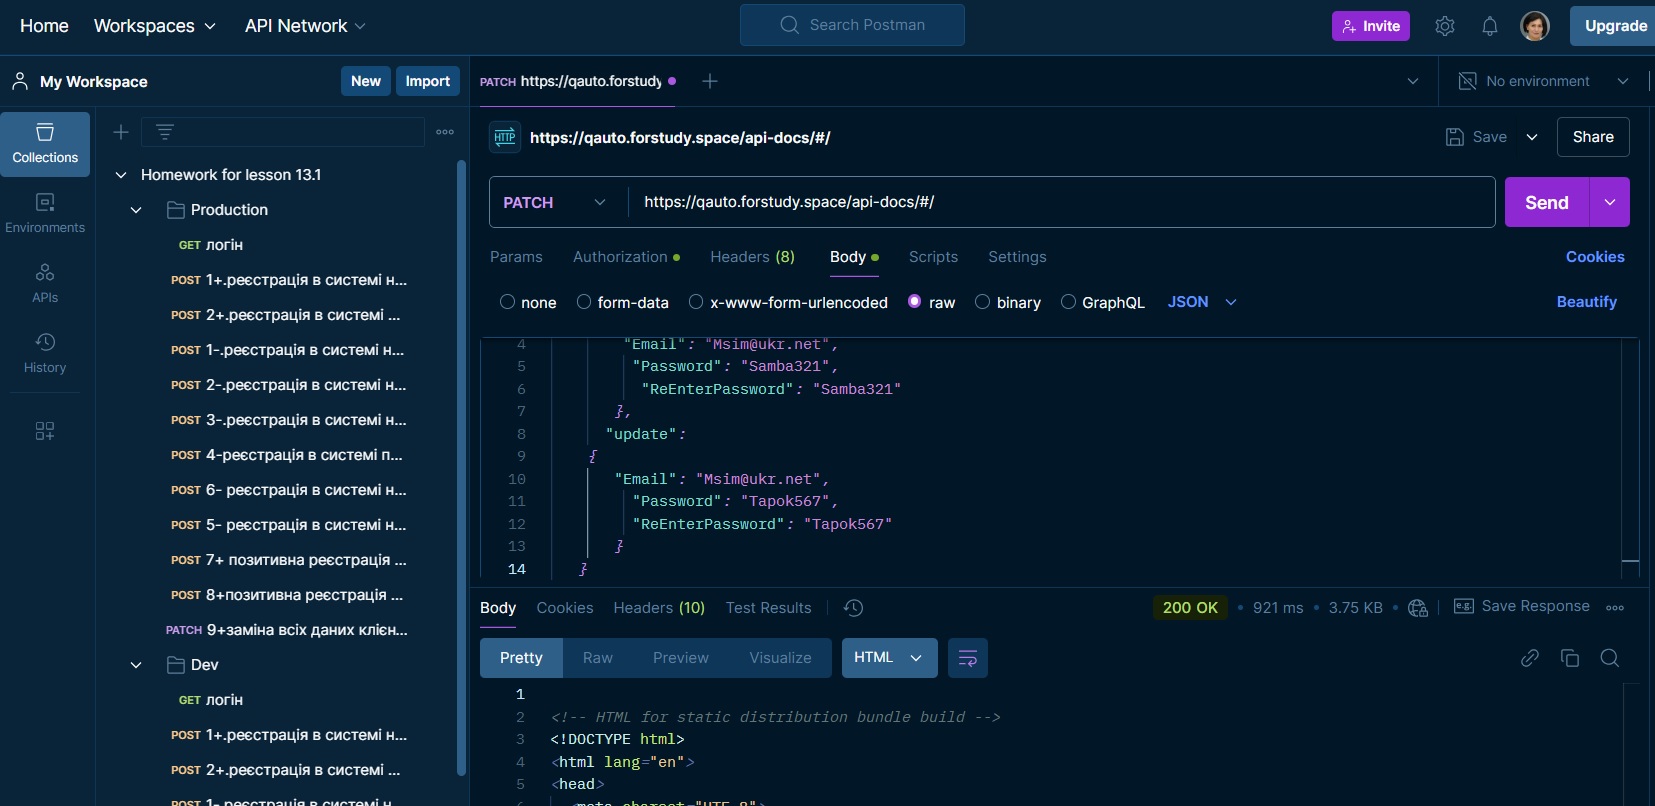 Home Workspaces API Network Search Postman Invite Upgrade
My Workspace New Import PATCH https://qauto.forstudy No environment
Collections
Environments
APIs
History
Homework for lesson 13.1
Production
GET логін
POST 1+.реєстрація в системі н...
POST 2+.реєстрація в системі ...
POST 1-.реєстрація в системі н...
POST 2-.реєстрація в системі н...
POST 3-.реєстрація в системі н...
POST 4-реєстрація в системі п...
POST 6- реєстрація в системі н...
POST 5- реєстрація в системі н...
POST 7+ позитивна реєстрація ...
POST 8+позитивна реєстрація ...
PATCH 9+заміна всіх даних клієн...
Dev
GET логін
POST 1+.реєстрація в системі н...
POST 2+.реєстрація в системі ...
POST 1- реєстрація в системі н
HTTP https://qauto.forstudy.space/api-docs/#/ Save Share
PATCH https://qauto.forstudy.space/api-docs/#/ Send
Params Authorization Headers (8) Body Scripts Settings Cookies
none form-data x-www-form-urlencoded raw binary GraphQL JSON Beautify
4 "Email": "Msim@ukr.net",
5 "Password": "Samba321",
6 "ReEnterPassword": "Samba321"
7 },
8 "update":
9 {
10 "Email": "Msim@ukr.net",
11 "Password": "Tapok567",
12 "ReEnterPassword": "Tapok567"
13 }
14 }
Body Cookies Headers (10) Test Results 200 OK • 921 ms • 3.75 KB • e.g. Save Response
Pretty Raw Preview Visualize HTML
1
2 <!-- HTML for static distribution bundle build -->
3 <!DOCTYPE html>
4 <html lang="en">
5 <head>
6 <meta charset="UTF-8">